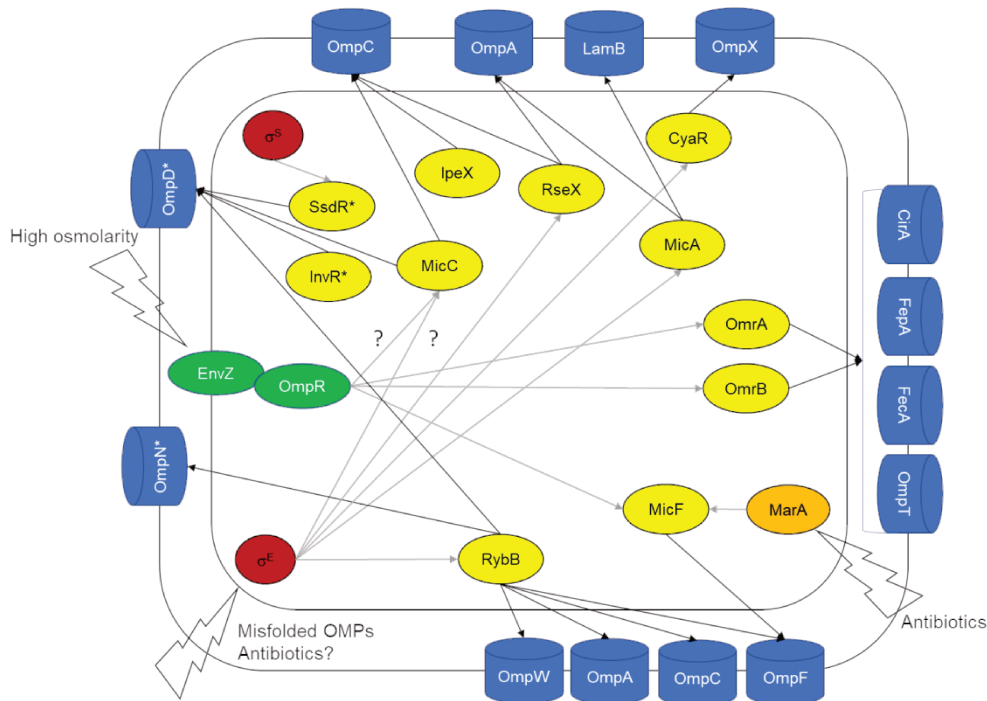 OmpC
OmpA
LamB
OmpX
σS
CyaR
IpeX
RseX
OmpD*
SsdR*
CirA
High osmolarity
InvR*
MicC
MicA
FepA
OmrA
? ?
EnvZ
OmpR
OmrB
FecA
OmpN*
OmpT
MicF
MarA
σE
RybB
Misfolded OMPs
Antibiotics?
Antibiotics
OmpW
OmpA
OmpC
OmpF